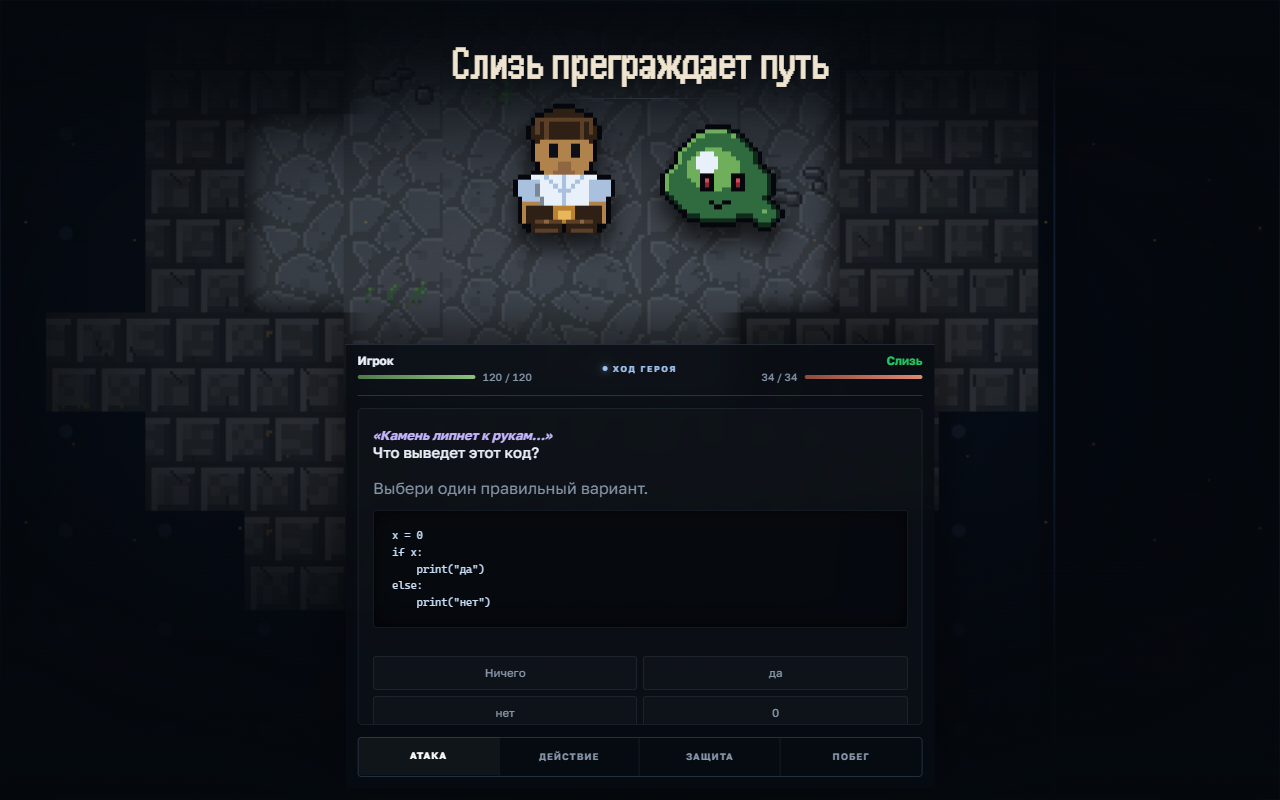 Слизь преграждает путь
Игрок
120 / 120
ХОД ГЕРОЯ
Слизь
34 / 34
«Камень липнет к рукам…»
Что выведет этот код?
Выбери один правильный вариант.
x = 0
if x:
    print("да")
else:
    print("нет")
Ничего
да
нет
0
АТАКА
ДЕЙСТВИЕ
ЗАЩИТА
ПОБЕГ